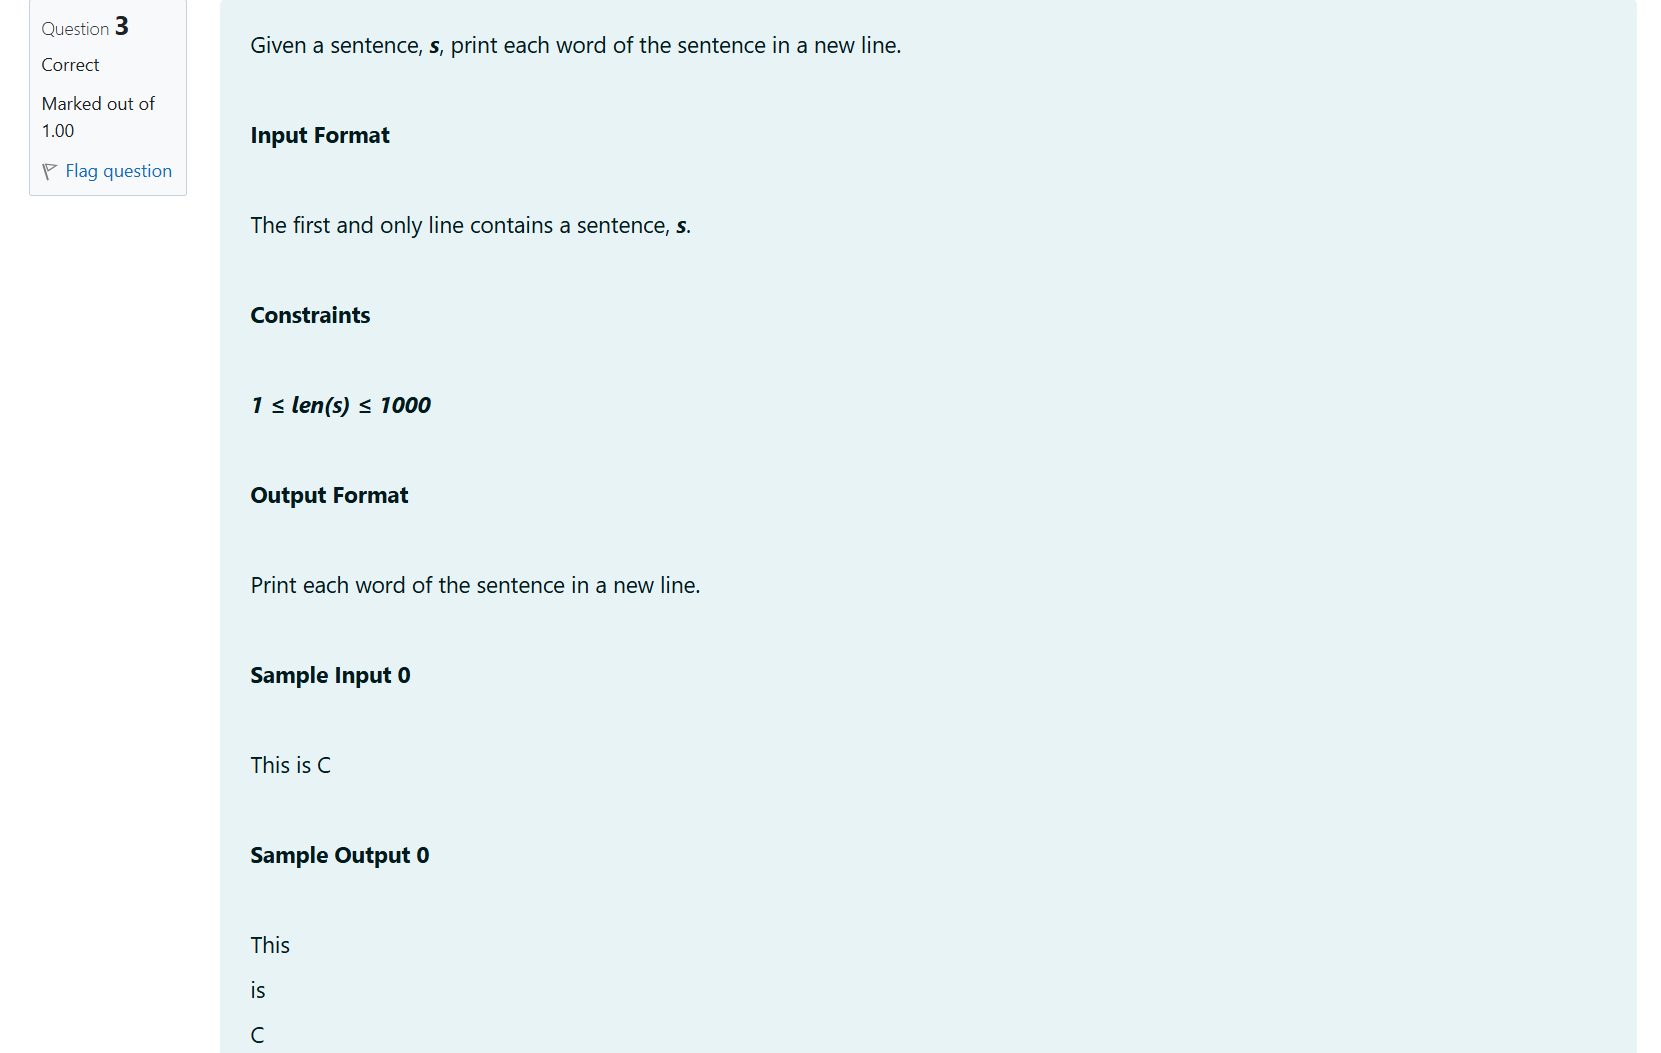 Question 3
Correct
Marked out of
1.00
Flag question
Given a sentence, s, print each word of the sentence in a new line.
Input Format
The first and only line contains a sentence, s.
Constraints
1 ≤ len(s) ≤ 1000
Output Format
Print each word of the sentence in a new line.
Sample Input 0
This is C
Sample Output 0
This
is
C